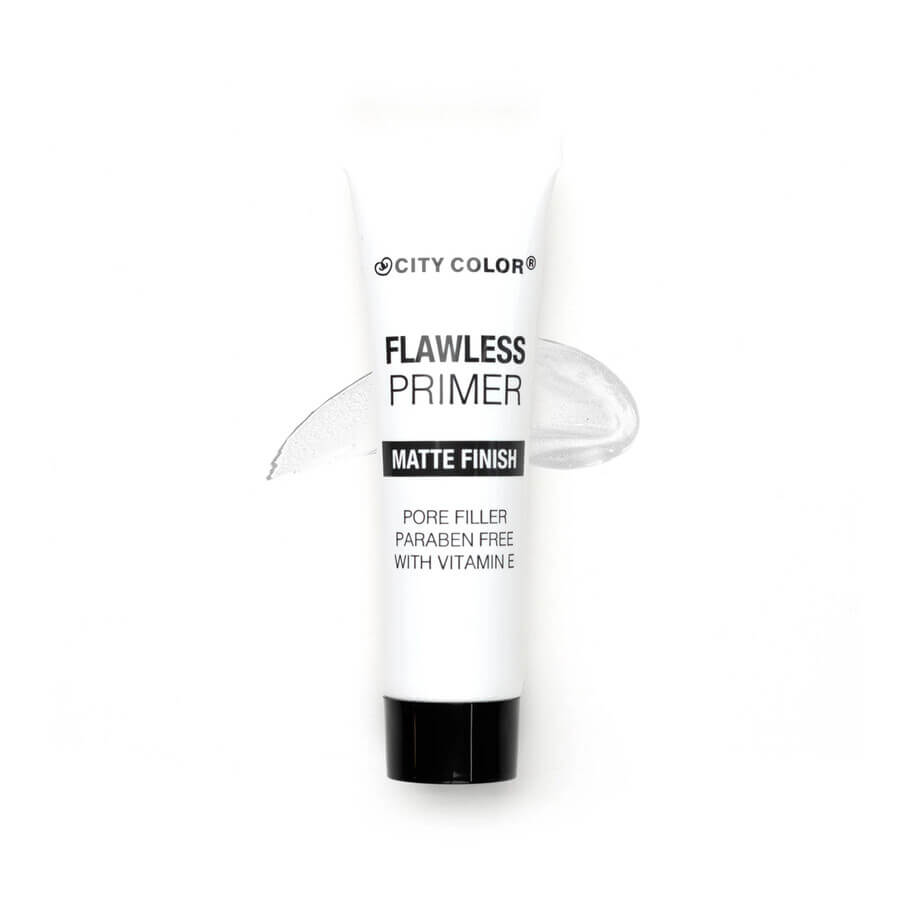 CITY COLOR®
FLAWLESS
PRIMER
MATTE FINISH
PORE FILLER
PARABEN FREE
WITH VITAMIN E